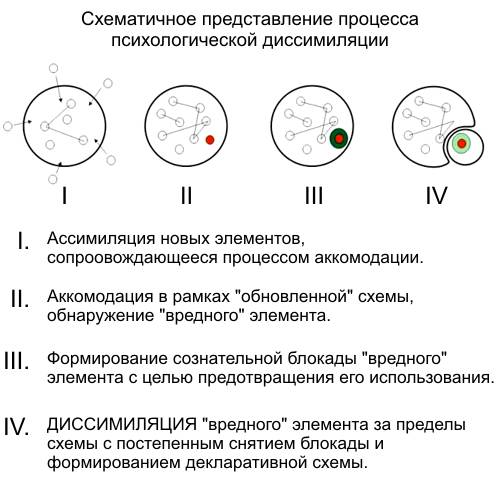 Схематичное представление процесса
психологической диссимиляции
I II III IV
I. Ассимиляция новых элементов,
сопроовождающееся процессом аккомодации.
II. Аккомодация в рамках "обновленной" схемы,
обнаружение "вредного" элемента.
III. Формирование сознательной блокады "вредного"
элемента с целью предотвращения его использования.
IV. ДИССИМИЛЯЦИЯ "вредного" элемента за пределы
схемы с постепенным снятием блокады и
формированием декларативной схемы.